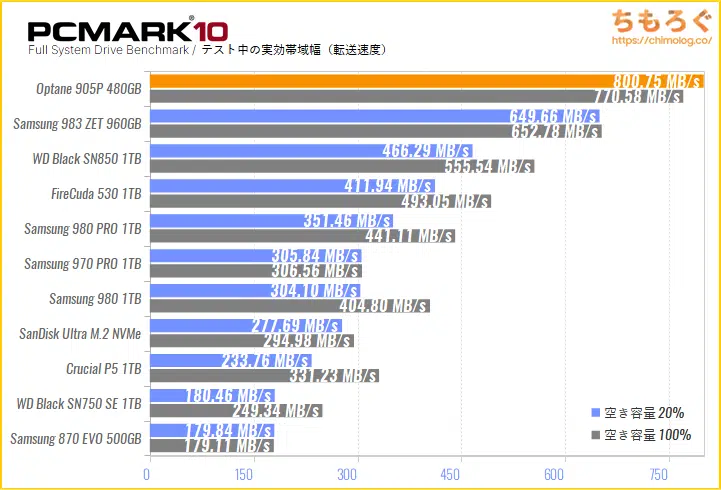 PCMARK®10
ちもろぐ
Full System Drive Benchmark / テスト中の実効帯域幅（転送速度）
https://chimolog.co/
Optane 905P 480GB
800.75 MB/s
770.58 MB/s
Samsung 983 ZET 960GB
649.66 MB/s
652.78 MB/s
WD Black SN850 1TB
466.29 MB/s
555.54 MB/s
FireCuda 530 1TB
411.94 MB/s
493.05 MB/s
Samsung 980 PRO 1TB
351.46 MB/s
441.11 MB/s
Samsung 970 PRO 1TB
305.84 MB/s
306.56 MB/s
Samsung 980 1TB
304.10 MB/s
404.80 MB/s
SanDisk Ultra M.2 NVMe
277.69 MB/s
294.98 MB/s
Crucial P5 1TB
233.76 MB/s
331.23 MB/s
WD Black SN750 SE 1TB
180.46 MB/s
249.34 MB/s
Samsung 870 EVO 500GB
179.84 MB/s
179.11 MB/s
空き容量 20%
空き容量 100%
0 150 300 450 600 750